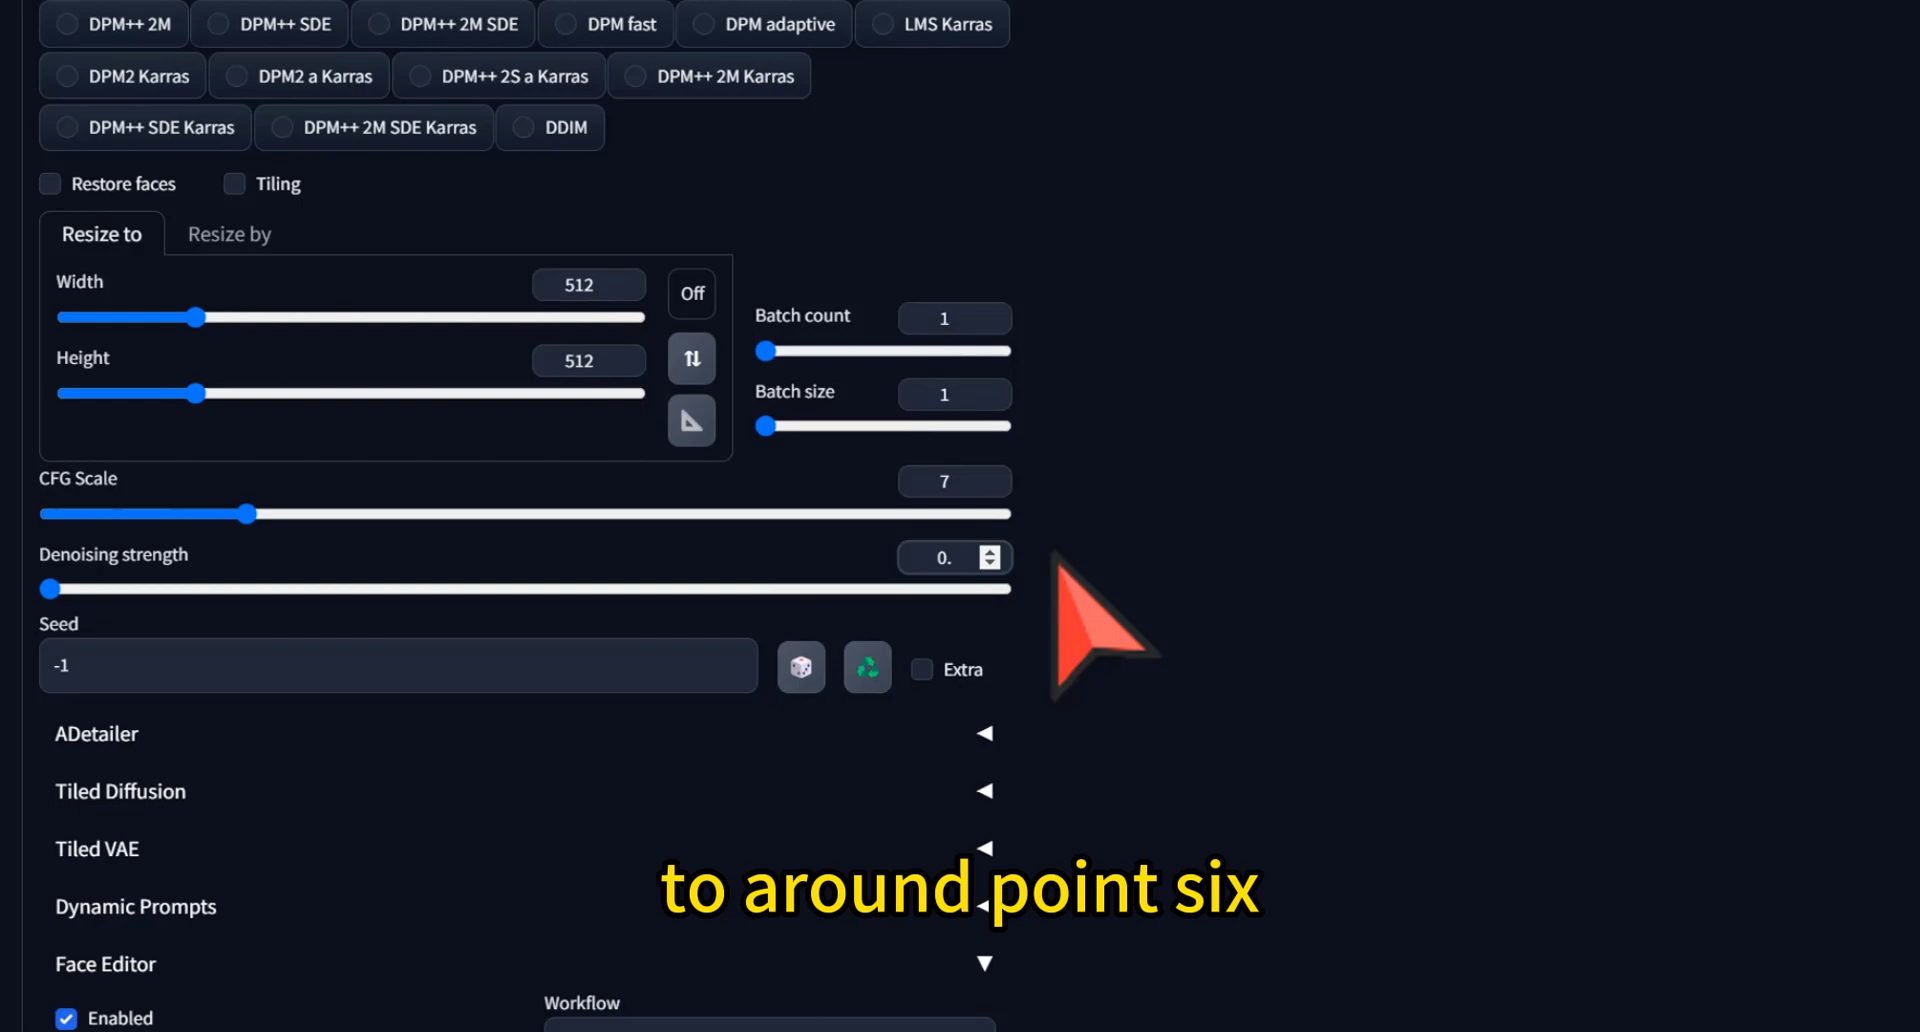 DPM++ 2M DPM++ SDE DPM++ 2M SDE DPM fast DPM adaptive LMS Karras
DPM2 Karras DPM2 a Karras DPM++ 2S a Karras DPM++ 2M Karras
DPM++ SDE Karras DPM++ 2M SDE Karras DDIM
Restore faces Tiling
Resize to Resize by
Width 512 Off
Height 512
Batch count 1
Batch size 1
CFG Scale 7
Denoising strength 0.
Seed
-1 Extra
ADetailer
Tiled Diffusion
Tiled VAE
to around point six
Dynamic Prompts
Face Editor
Enabled Workflow